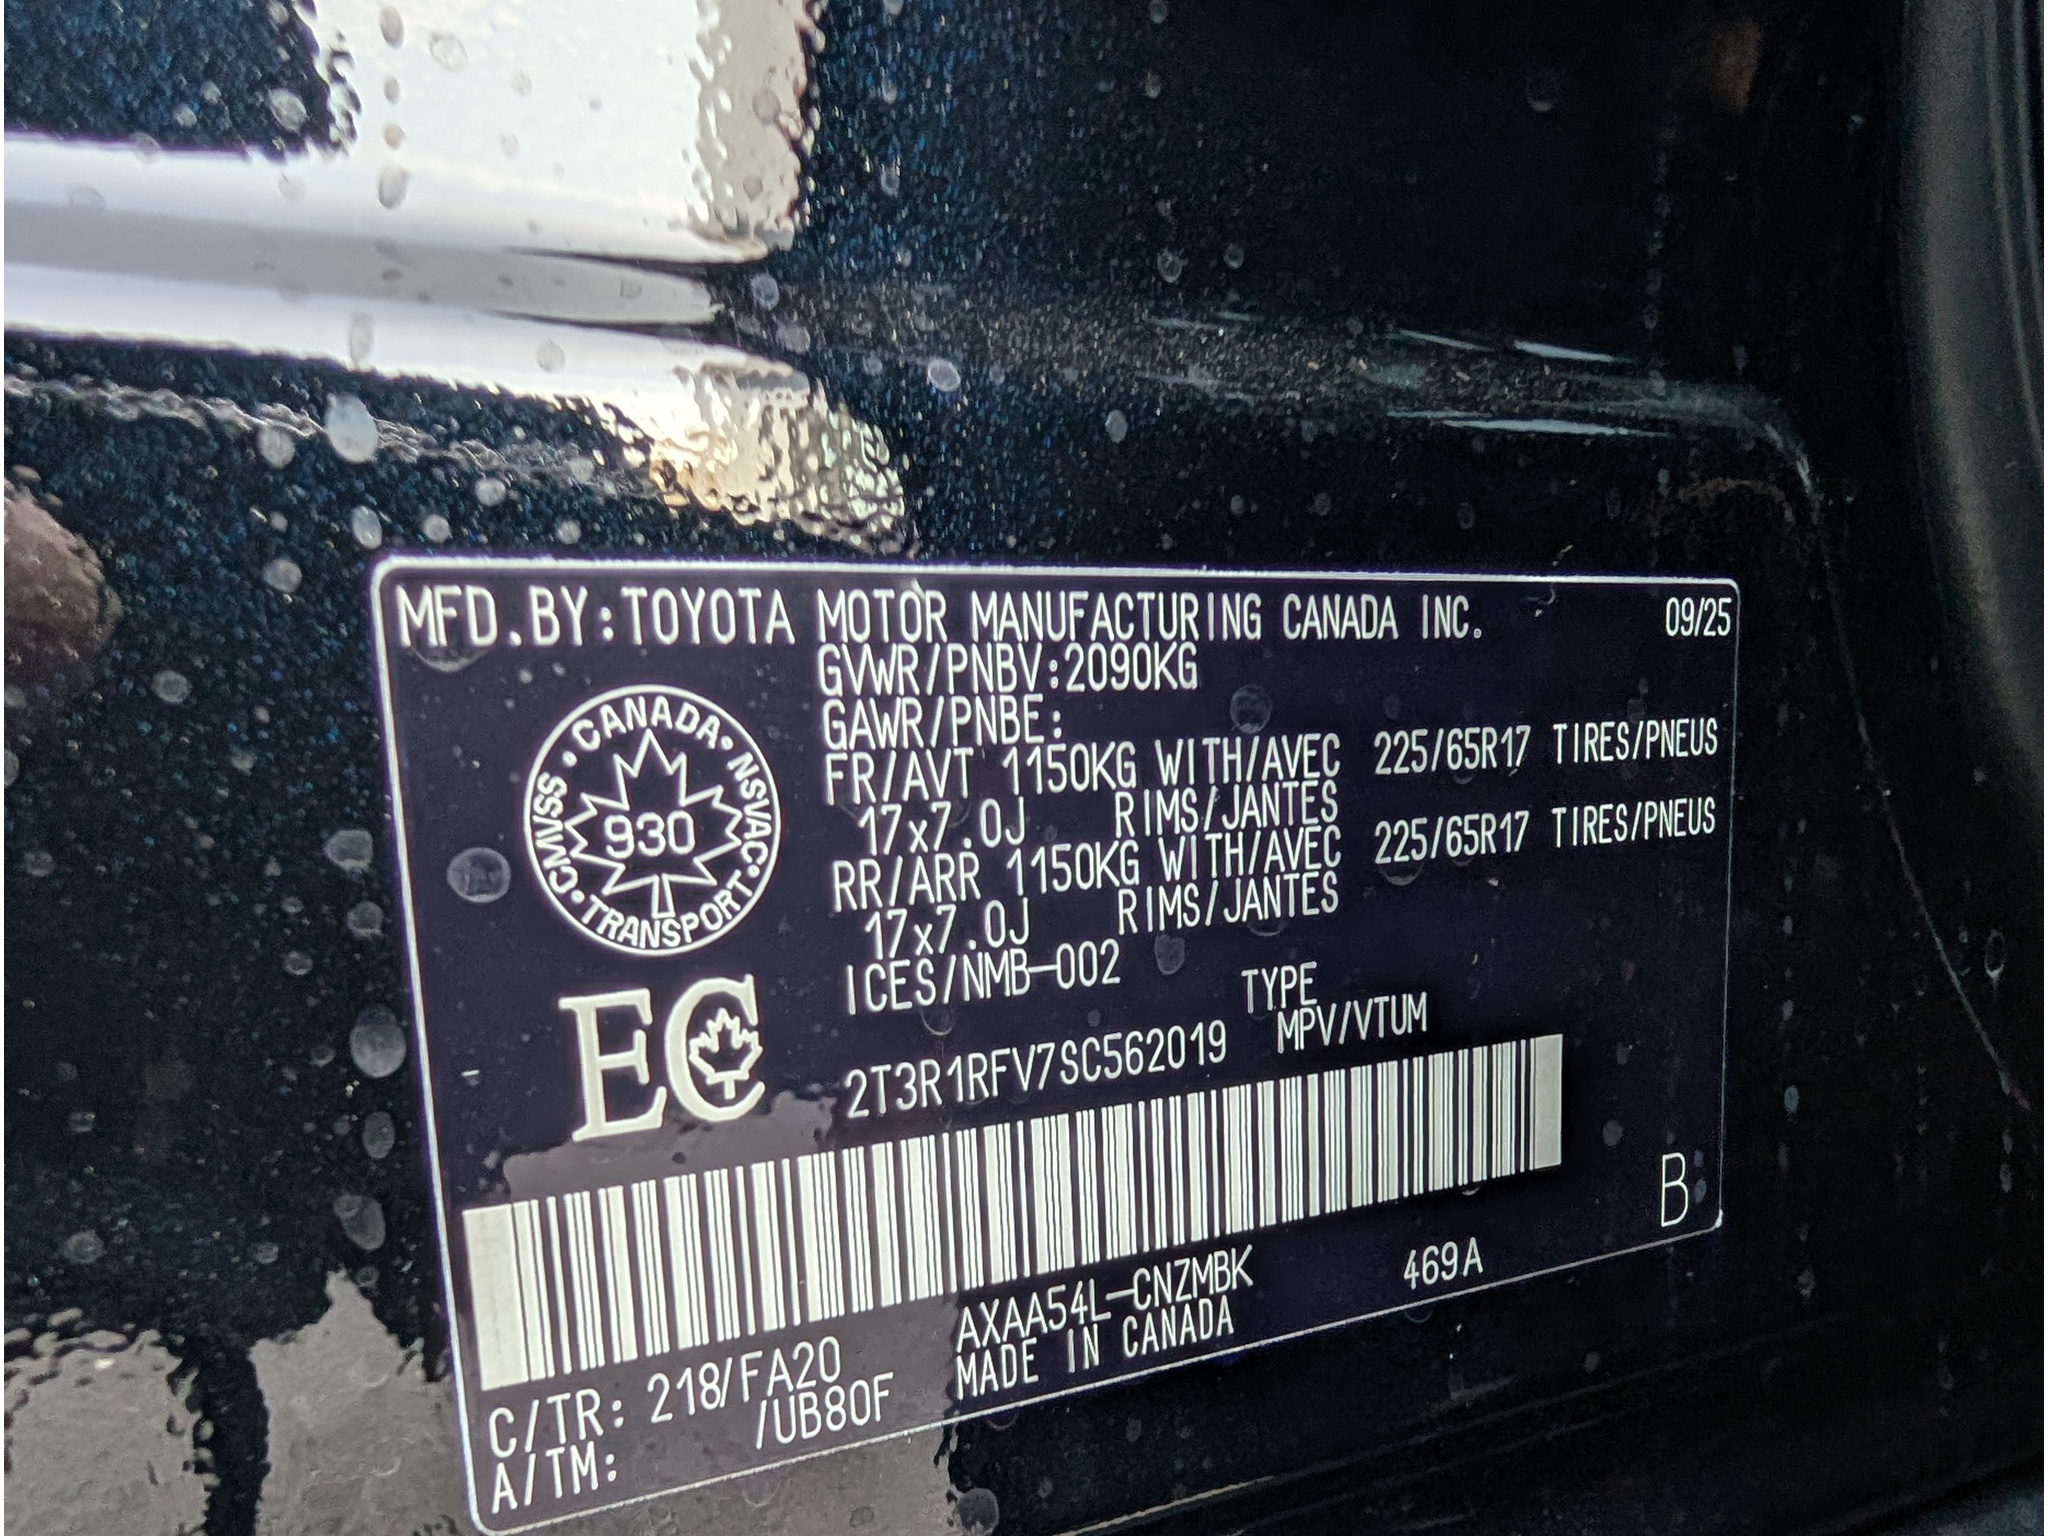 MFD.BY:TOYOTA MOTOR MANUFACTURING CANADA INC. 09/25
GVWR/PNBV:2090KG
GAWR/PNBE:
FR/AVT 1150KG WITH/AVEC 225/65R17 TIRES/PNEUS
17x7.0J RIMS/JANTES
RR/ARR 1150KG WITH/AVEC 225/65R17 TIRES/PNEUS
17x7.0J RIMS/JANTES
ICES/NMB-002
CANADA • NSVAC • TRANSPORT • CMVSS •
930
EC
TYPE
2T3R1RFV7SC562019 MPV/VTUM
B
AXAA54L-CNZMBK 469A
MADE IN CANADA
C/TR: 218/FA20
A/TM: /UB80F